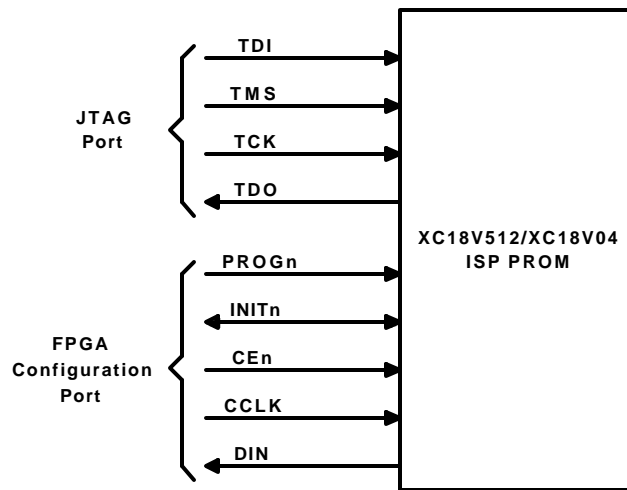 TDI
TMS
JTAG
Port
TCK
TDO
XC18V512/XC18V04
ISP PROM
PROGn
INITn
FPGA
Configuration
Port
CEn
CCLK
DIN